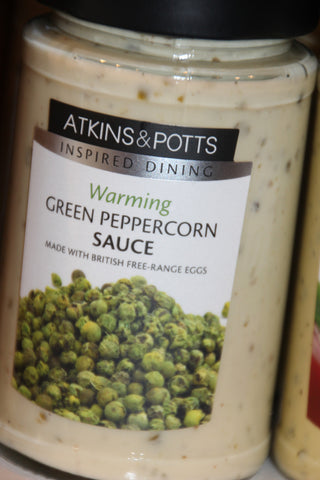 ATKINS&POTTS
INSPIRED DINING
Warming
GREEN PEPPERCORN
SAUCE
MADE WITH BRITISH FREE-RANGE EGGS